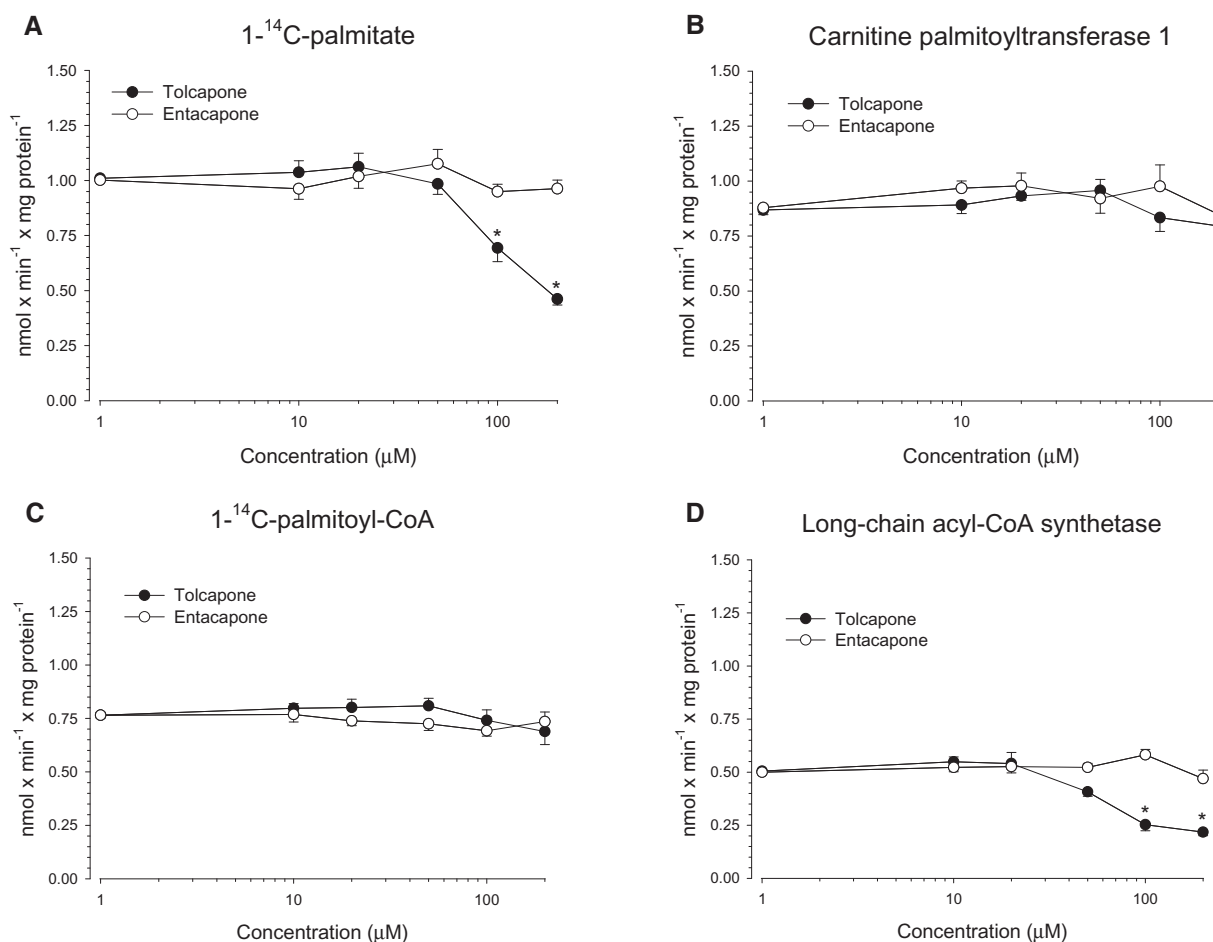 A
1-¹⁴C-palmitate
nmol x min⁻¹ x mg protein⁻¹
1.50
1.25
1.00
0.75
0.50
0.25
0.00
Tolcapone
Entacapone
*
*
1
10
100
Concentration (μM)
B
Carnitine palmitoyltransferase 1
nmol x min⁻¹ x mg protein⁻¹
1.50
1.25
1.00
0.75
0.50
0.25
0.00
Tolcapone
Entacapone
1
10
100
Concentration (μM)
C
1-¹⁴C-palmitoyl-CoA
nmol x min⁻¹ x mg protein⁻¹
1.50
1.25
1.00
0.75
0.50
0.25
0.00
Tolcapone
Entacapone
1
10
100
Concentration (μM)
D
Long-chain acyl-CoA synthetase
nmol x min⁻¹ x mg protein⁻¹
1.50
1.25
1.00
0.75
0.50
0.25
0.00
Tolcapone
Entacapone
*
*
1
10
100
Concentration (μM)